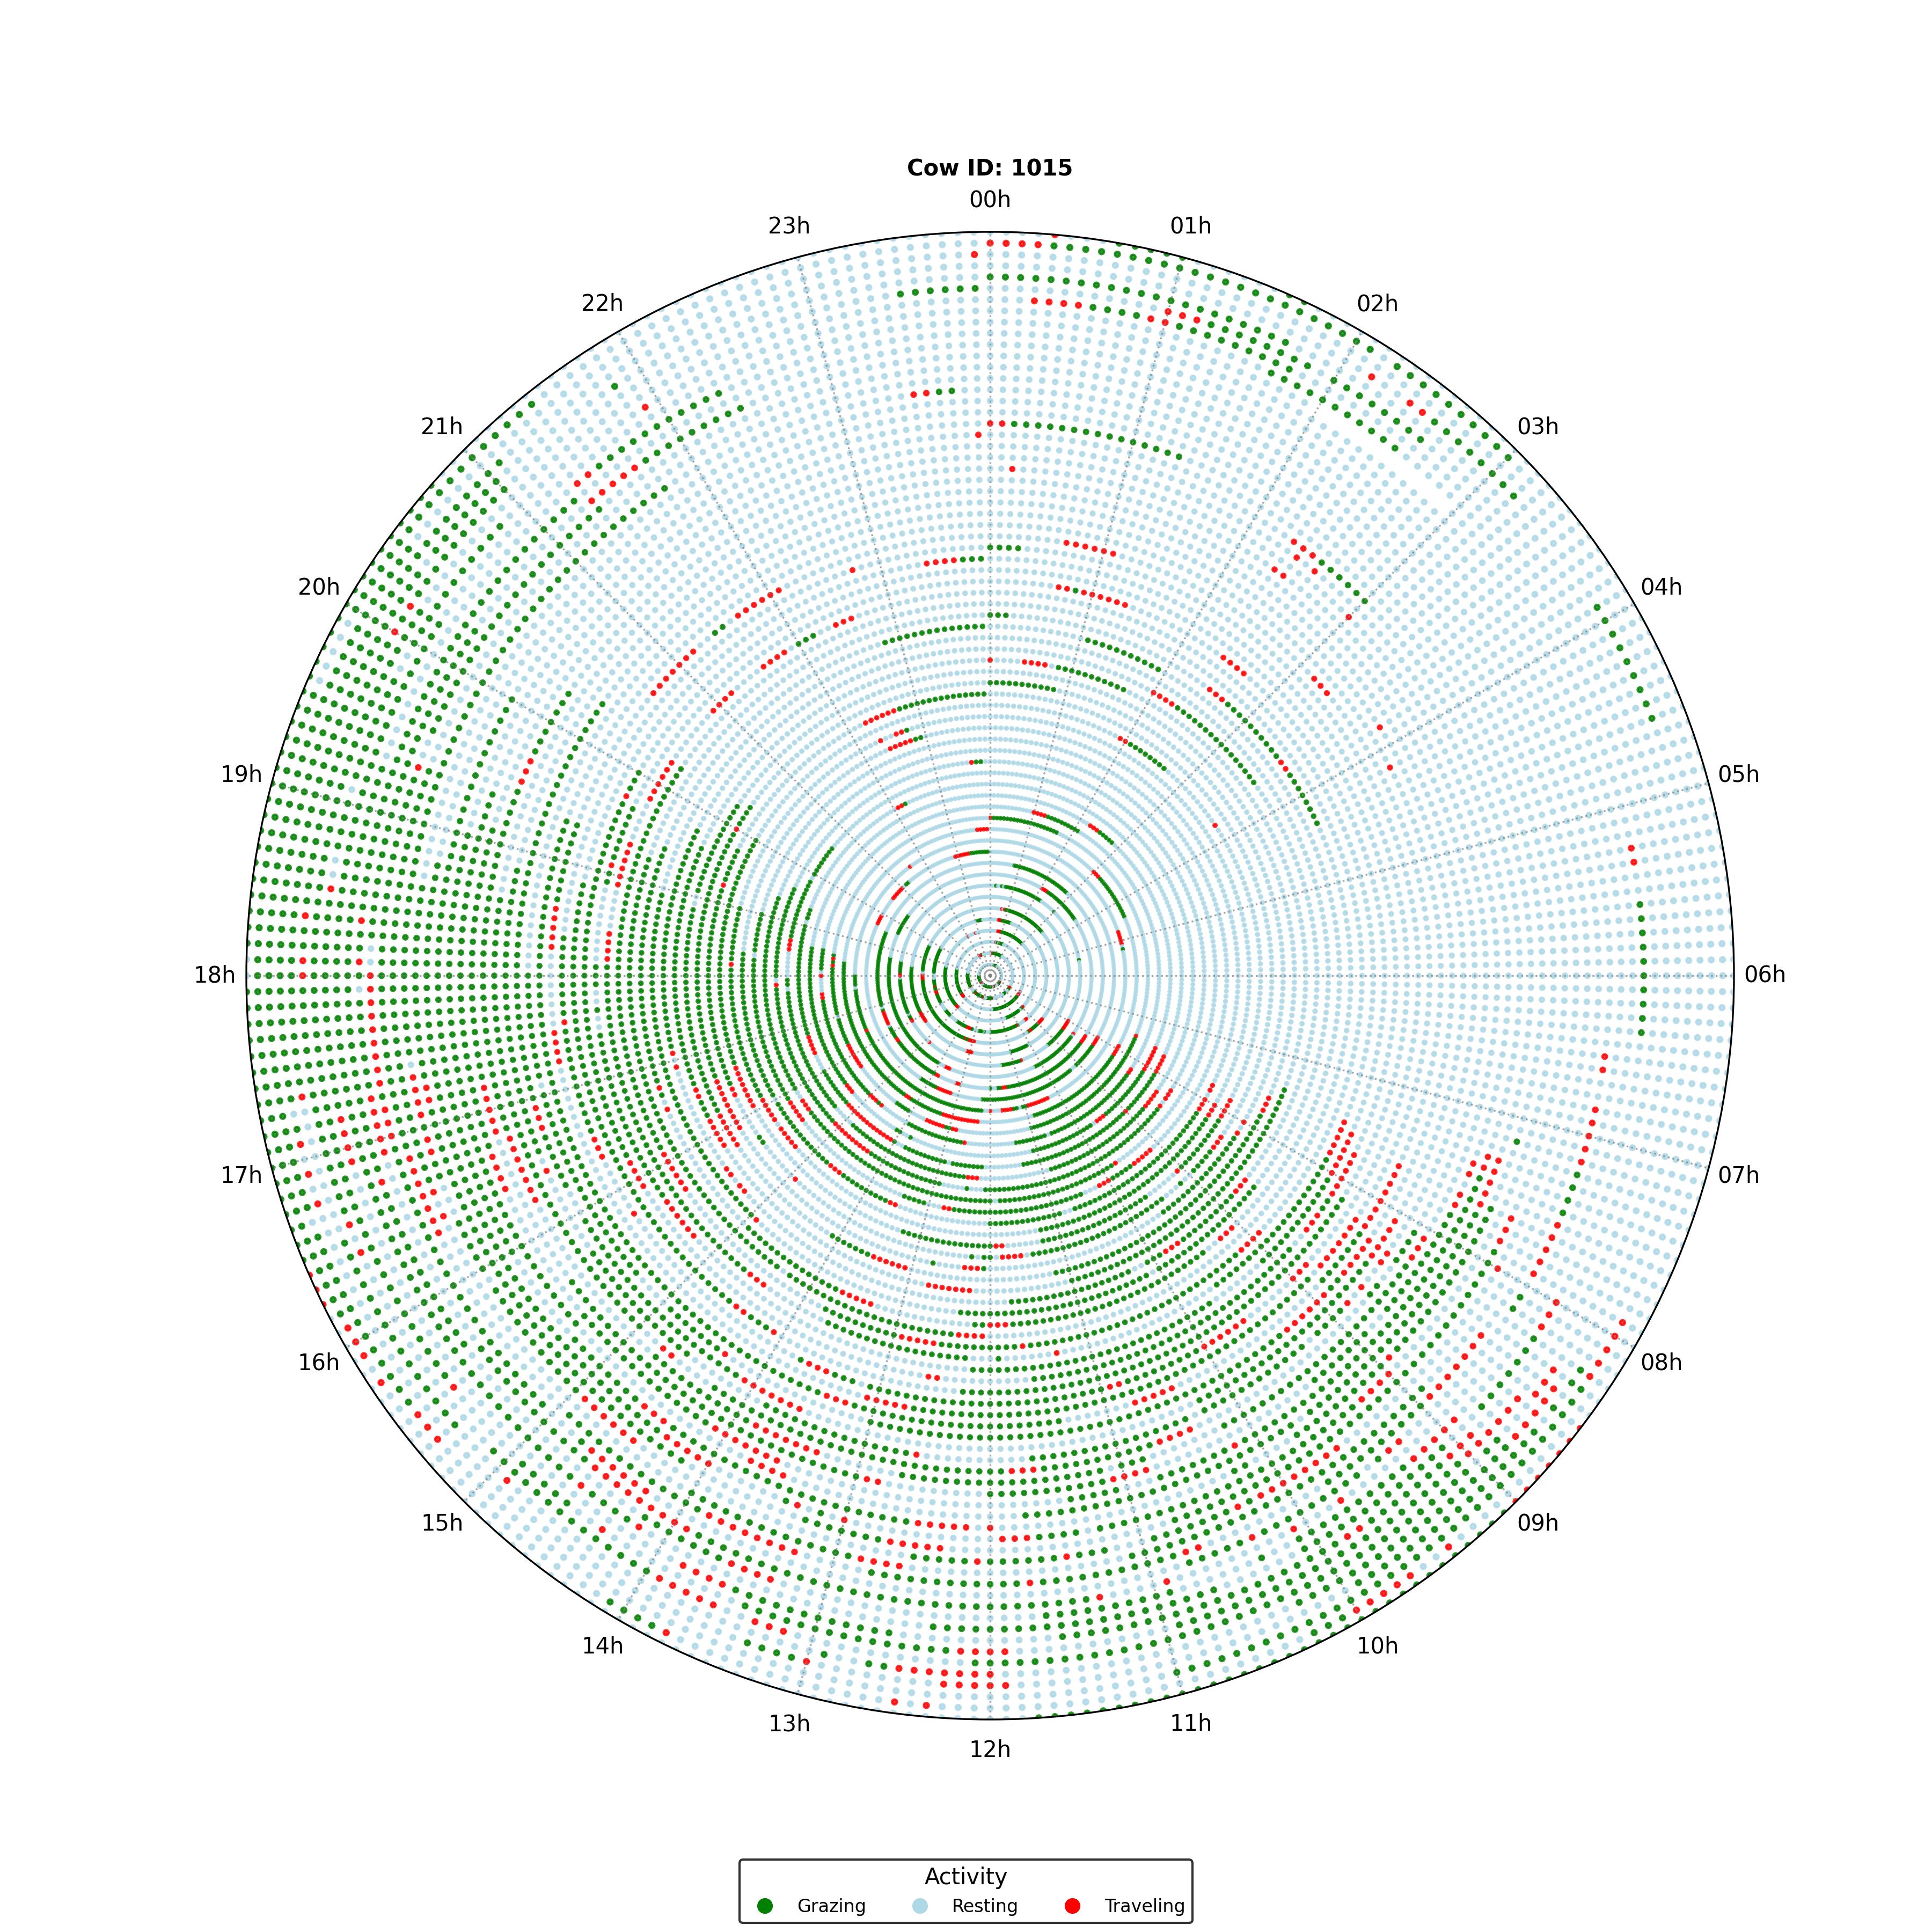 Cow ID: 1015
00h
23h
01h
22h
02h
21h
03h
20h
04h
19h
05h
18h
06h
17h
07h
16h
08h
15h
09h
14h
10h
13h
11h
12h
Activity
Grazing Resting Traveling